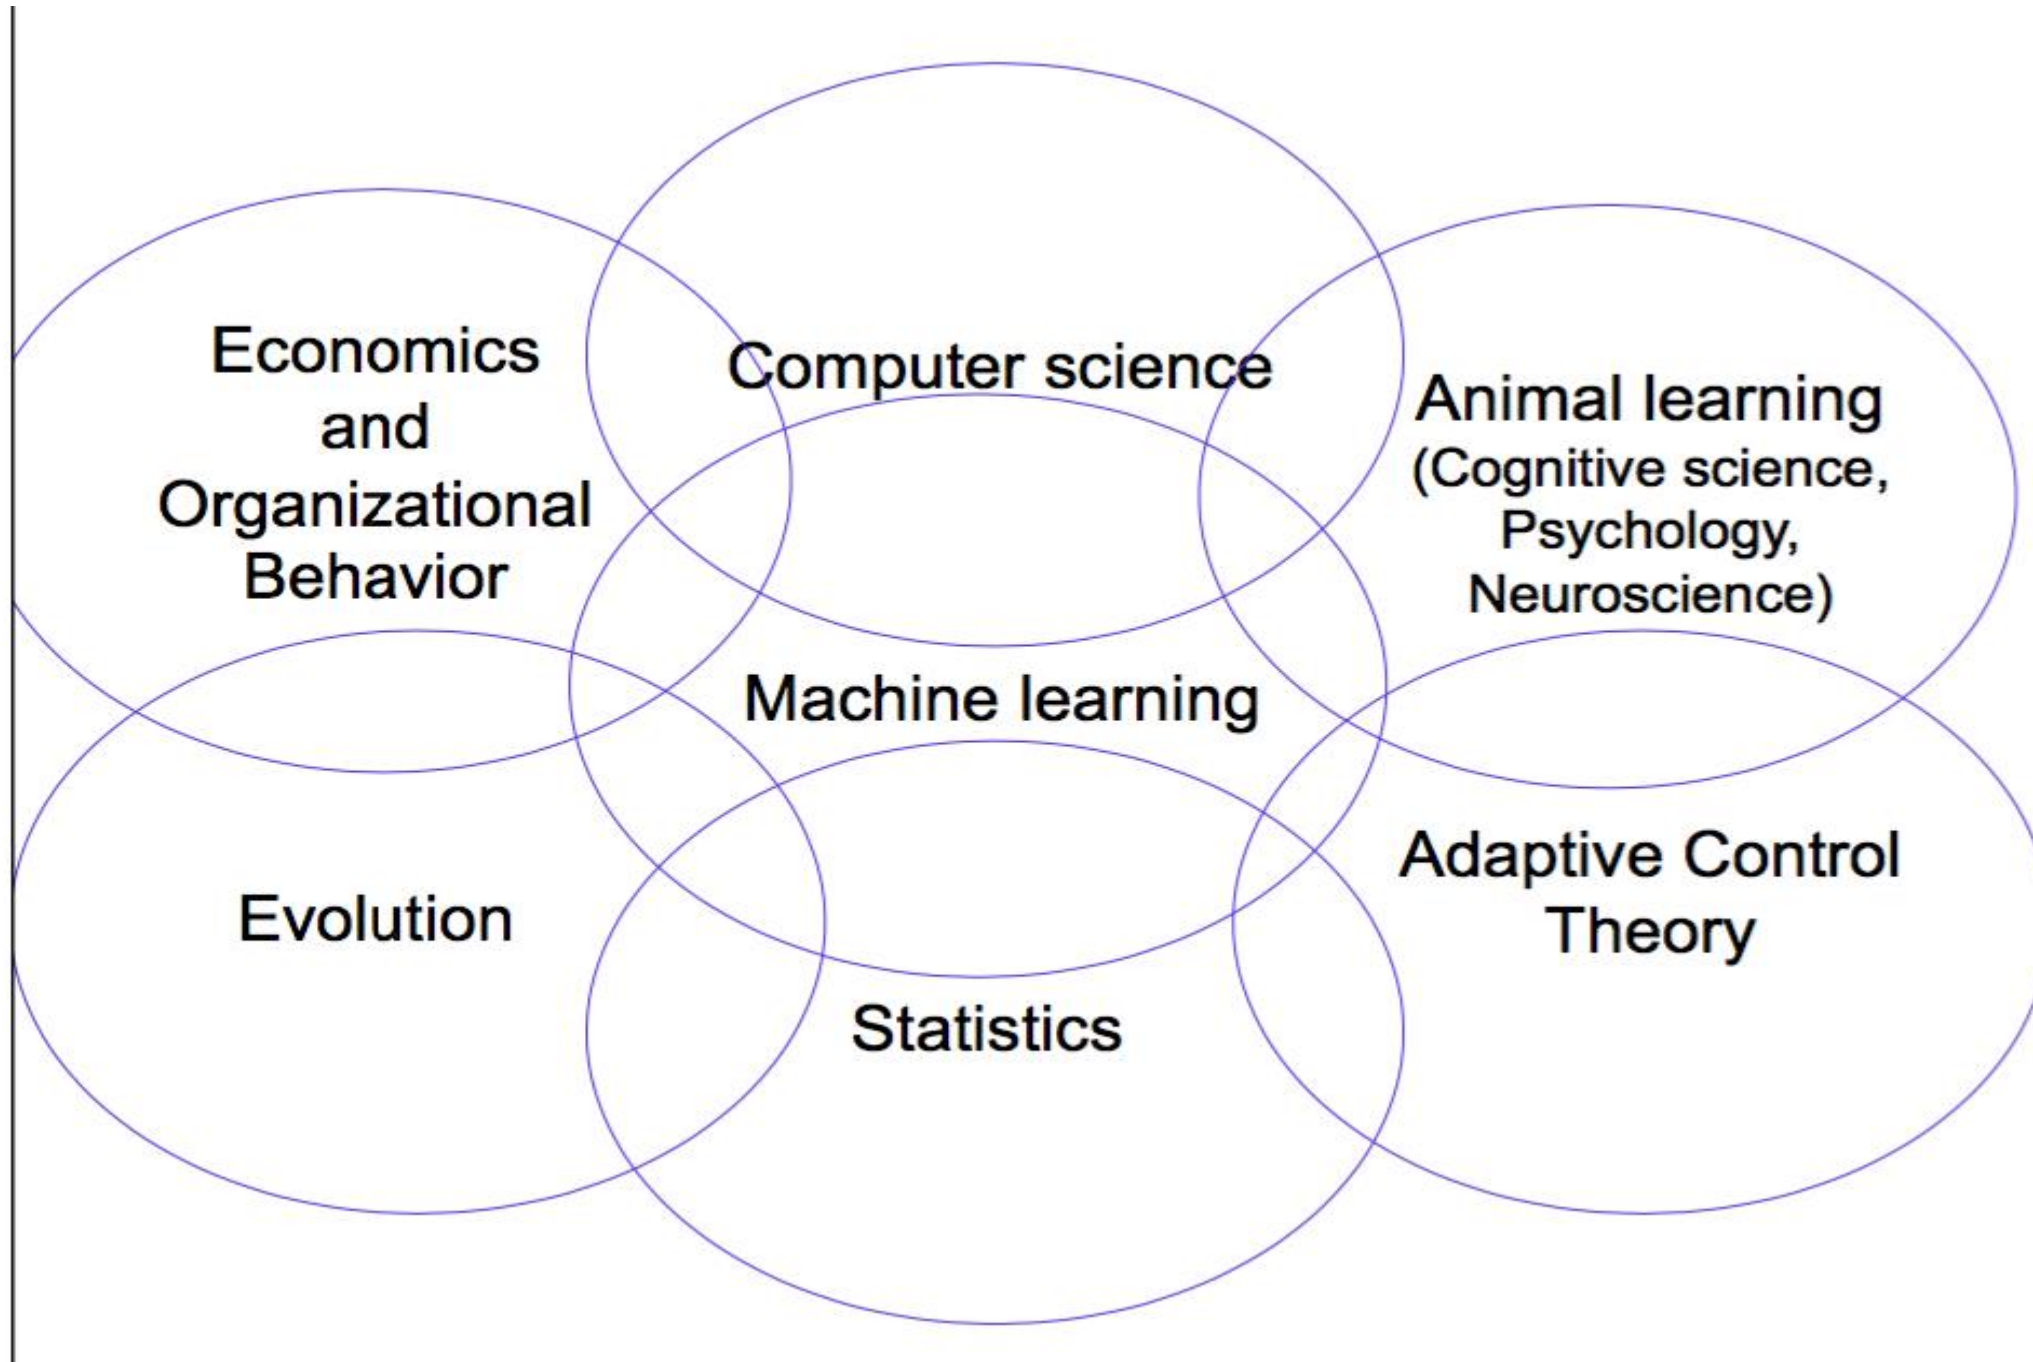 Economics
and
Organizational
Behavior
Computer science
Animal learning
(Cognitive science,
Psychology,
Neuroscience)
Machine learning
Evolution
Adaptive Control
Theory
Statistics